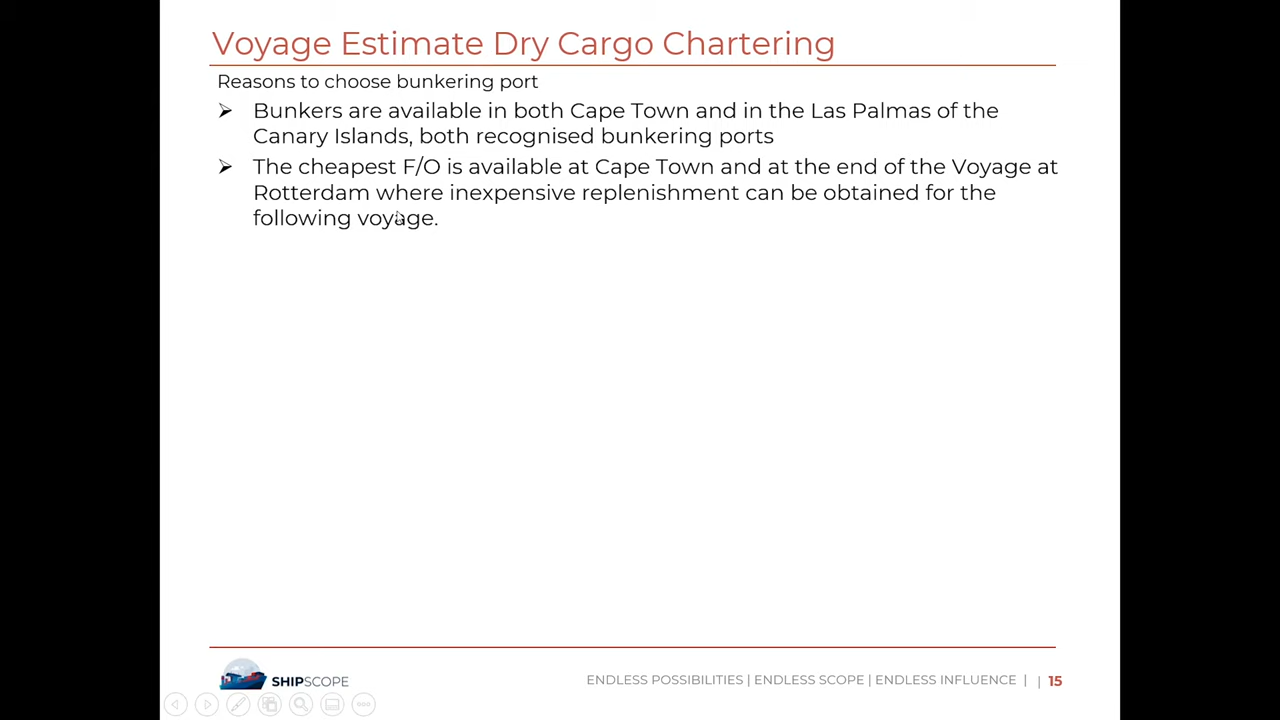 Voyage Estimate Dry Cargo Chartering
Reasons to choose bunkering port
Bunkers are available in both Cape Town and in the Las Palmas of the
Canary Islands, both recognised bunkering ports
The cheapest F/O is available at Cape Town and at the end of the Voyage at
Rotterdam where inexpensive replenishment can be obtained for the
following voyage.
SHIPSCOPE
ENDLESS POSSIBILITIES | ENDLESS SCOPE | ENDLESS INFLUENCE | | 15